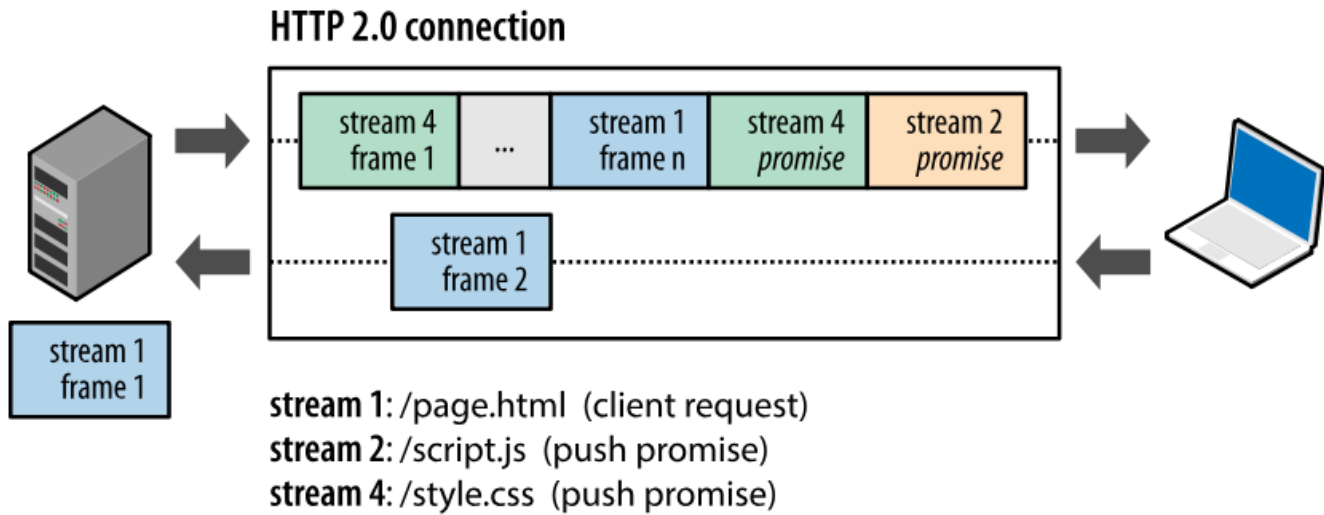 HTTP 2.0 connection
stream 4
frame 1
...
stream 1
frame n
stream 4
promise
stream 2
promise
stream 1
frame 2
stream 1
frame 1
stream 1: /page.html (client request)
stream 2: /script.js (push promise)
stream 4: /style.css (push promise)